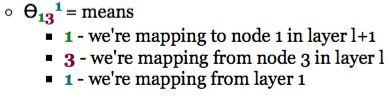 Ɵ₁₃¹ = means
1 - we're mapping to node 1 in layer l+1
3 - we're mapping from node 3 in layer l
1 - we're mapping from layer 1